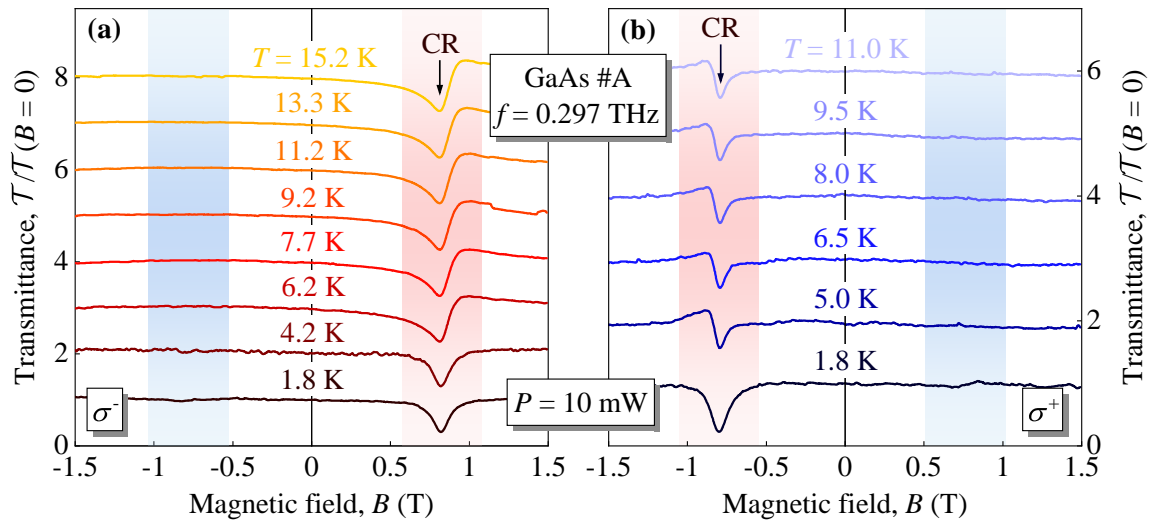 (a)
CR
T = 15.2 K
13.3 K
11.2 K
9.2 K
7.7 K
6.2 K
4.2 K
1.8 K
σ-
Transmittance, 𝒯/𝒯(B = 0)
8
6
4
2
0
-1.5 -1 -0.5 0 0.5 1 1.5
Magnetic field, B (T)
GaAs #A
f = 0.297 THz
P = 10 mW
(b)
CR
T = 11.0 K
9.5 K
8.0 K
6.5 K
5.0 K
1.8 K
σ+
6
4
2
0
Transmittance, 𝒯/𝒯(B = 0)
-1.5 -1 -0.5 0 0.5 1 1.5
Magnetic field, B (T)